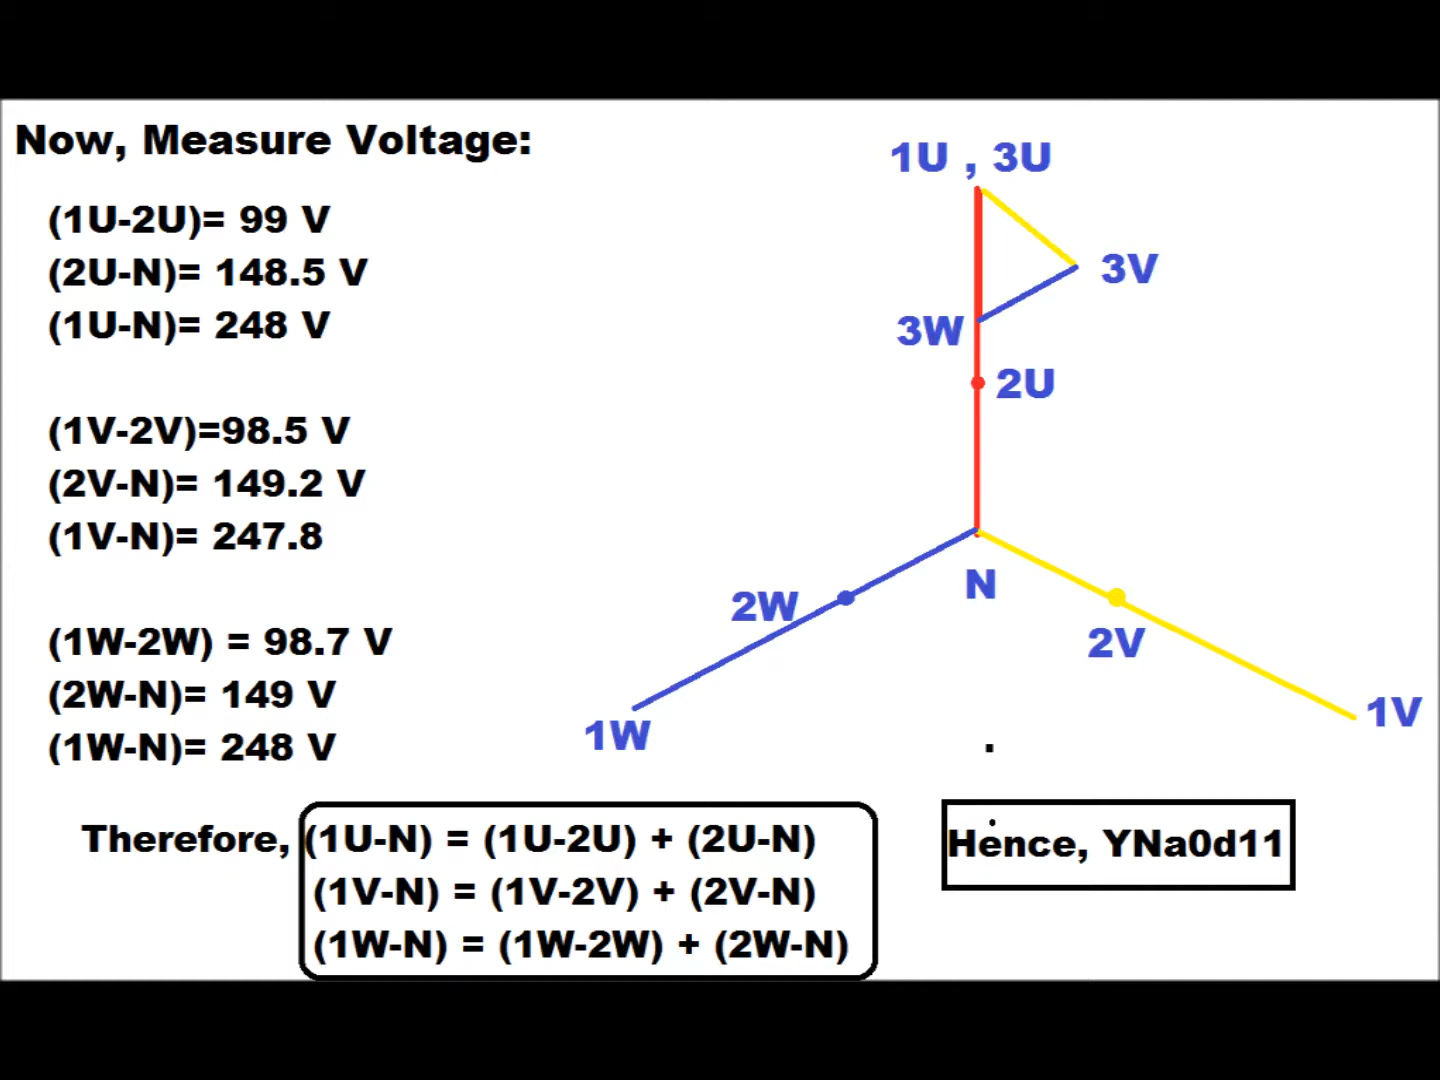 Now, Measure Voltage:
(1U-2U)= 99 V
(2U-N)= 148.5 V
(1U-N)= 248 V
(1V-2V)=98.5 V
(2V-N)= 149.2 V
(1V-N)= 247.8
(1W-2W) = 98.7 V
(2W-N)= 149 V
(1W-N)= 248 V
1U , 3U
3V
3W
2U
N
2W
2V
1W
1V
Therefore, (1U-N) = (1U-2U) + (2U-N)
(1V-N) = (1V-2V) + (2V-N)
(1W-N) = (1W-2W) + (2W-N)
Hence, YNa0d11